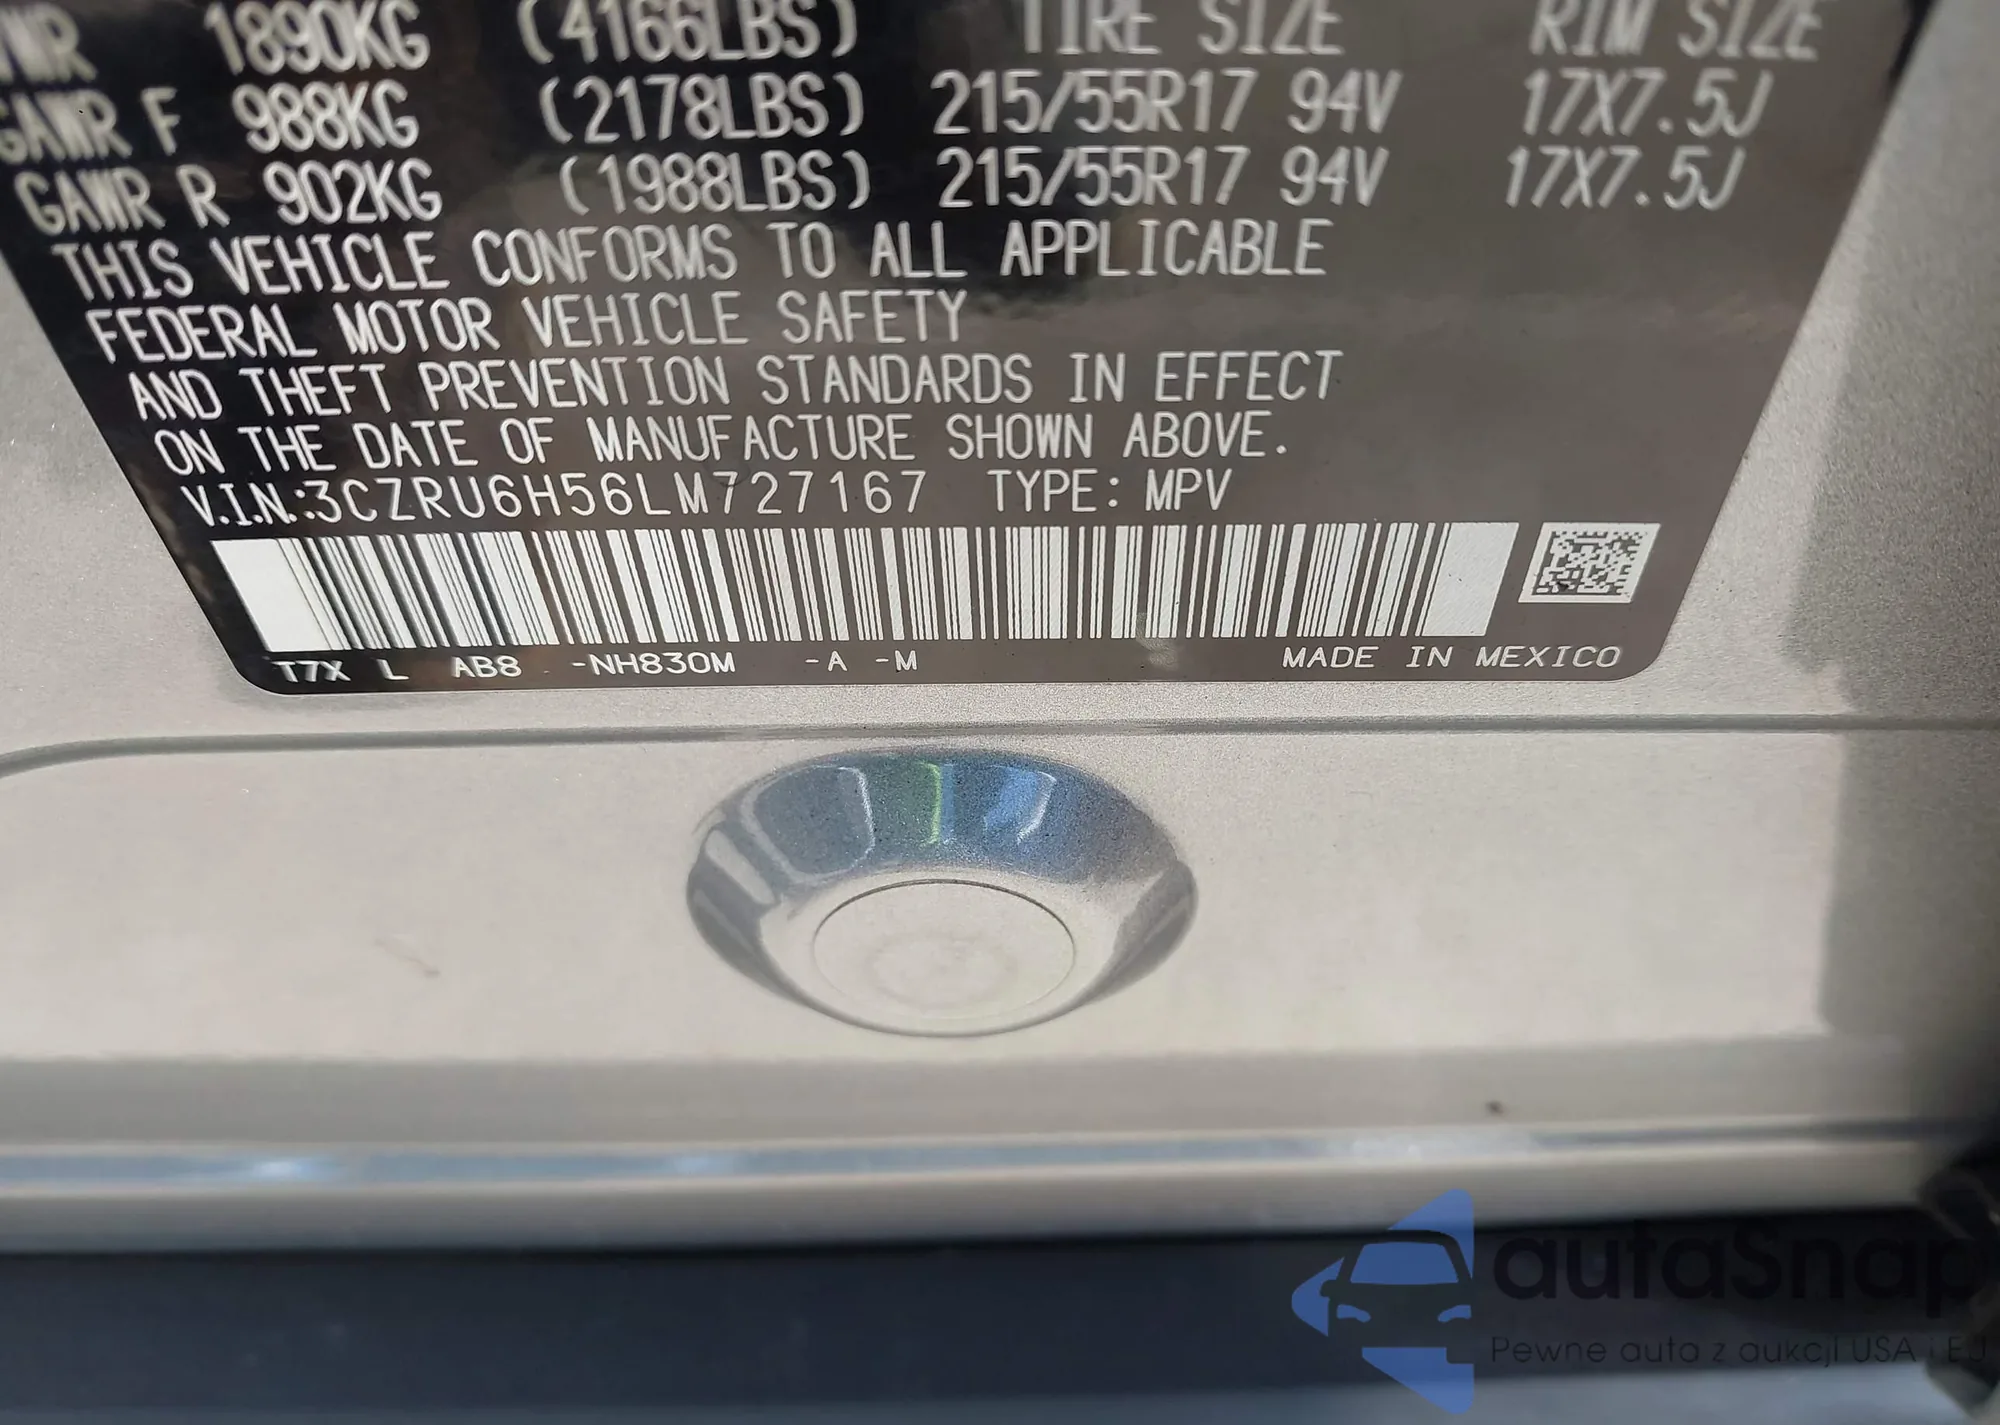 GVWR 1890KG (4166LBS) TIRE SIZE RIM SIZE
GAWR F 988KG (2178LBS) 215/55R17 94V 17X7.5J
GAWR R 902KG (1988LBS) 215/55R17 94V 17X7.5J
THIS VEHICLE CONFORMS TO ALL APPLICABLE
FEDERAL MOTOR VEHICLE SAFETY
AND THEFT PREVENTION STANDARDS IN EFFECT
ON THE DATE OF MANUFACTURE SHOWN ABOVE.
V.I.N.:3CZRU6H56LM727167 TYPE: MPV
T7X L AB8 -NH830M -A -M MADE IN MEXICO
autaSnap
Pewne auta z aukcji USA i EU